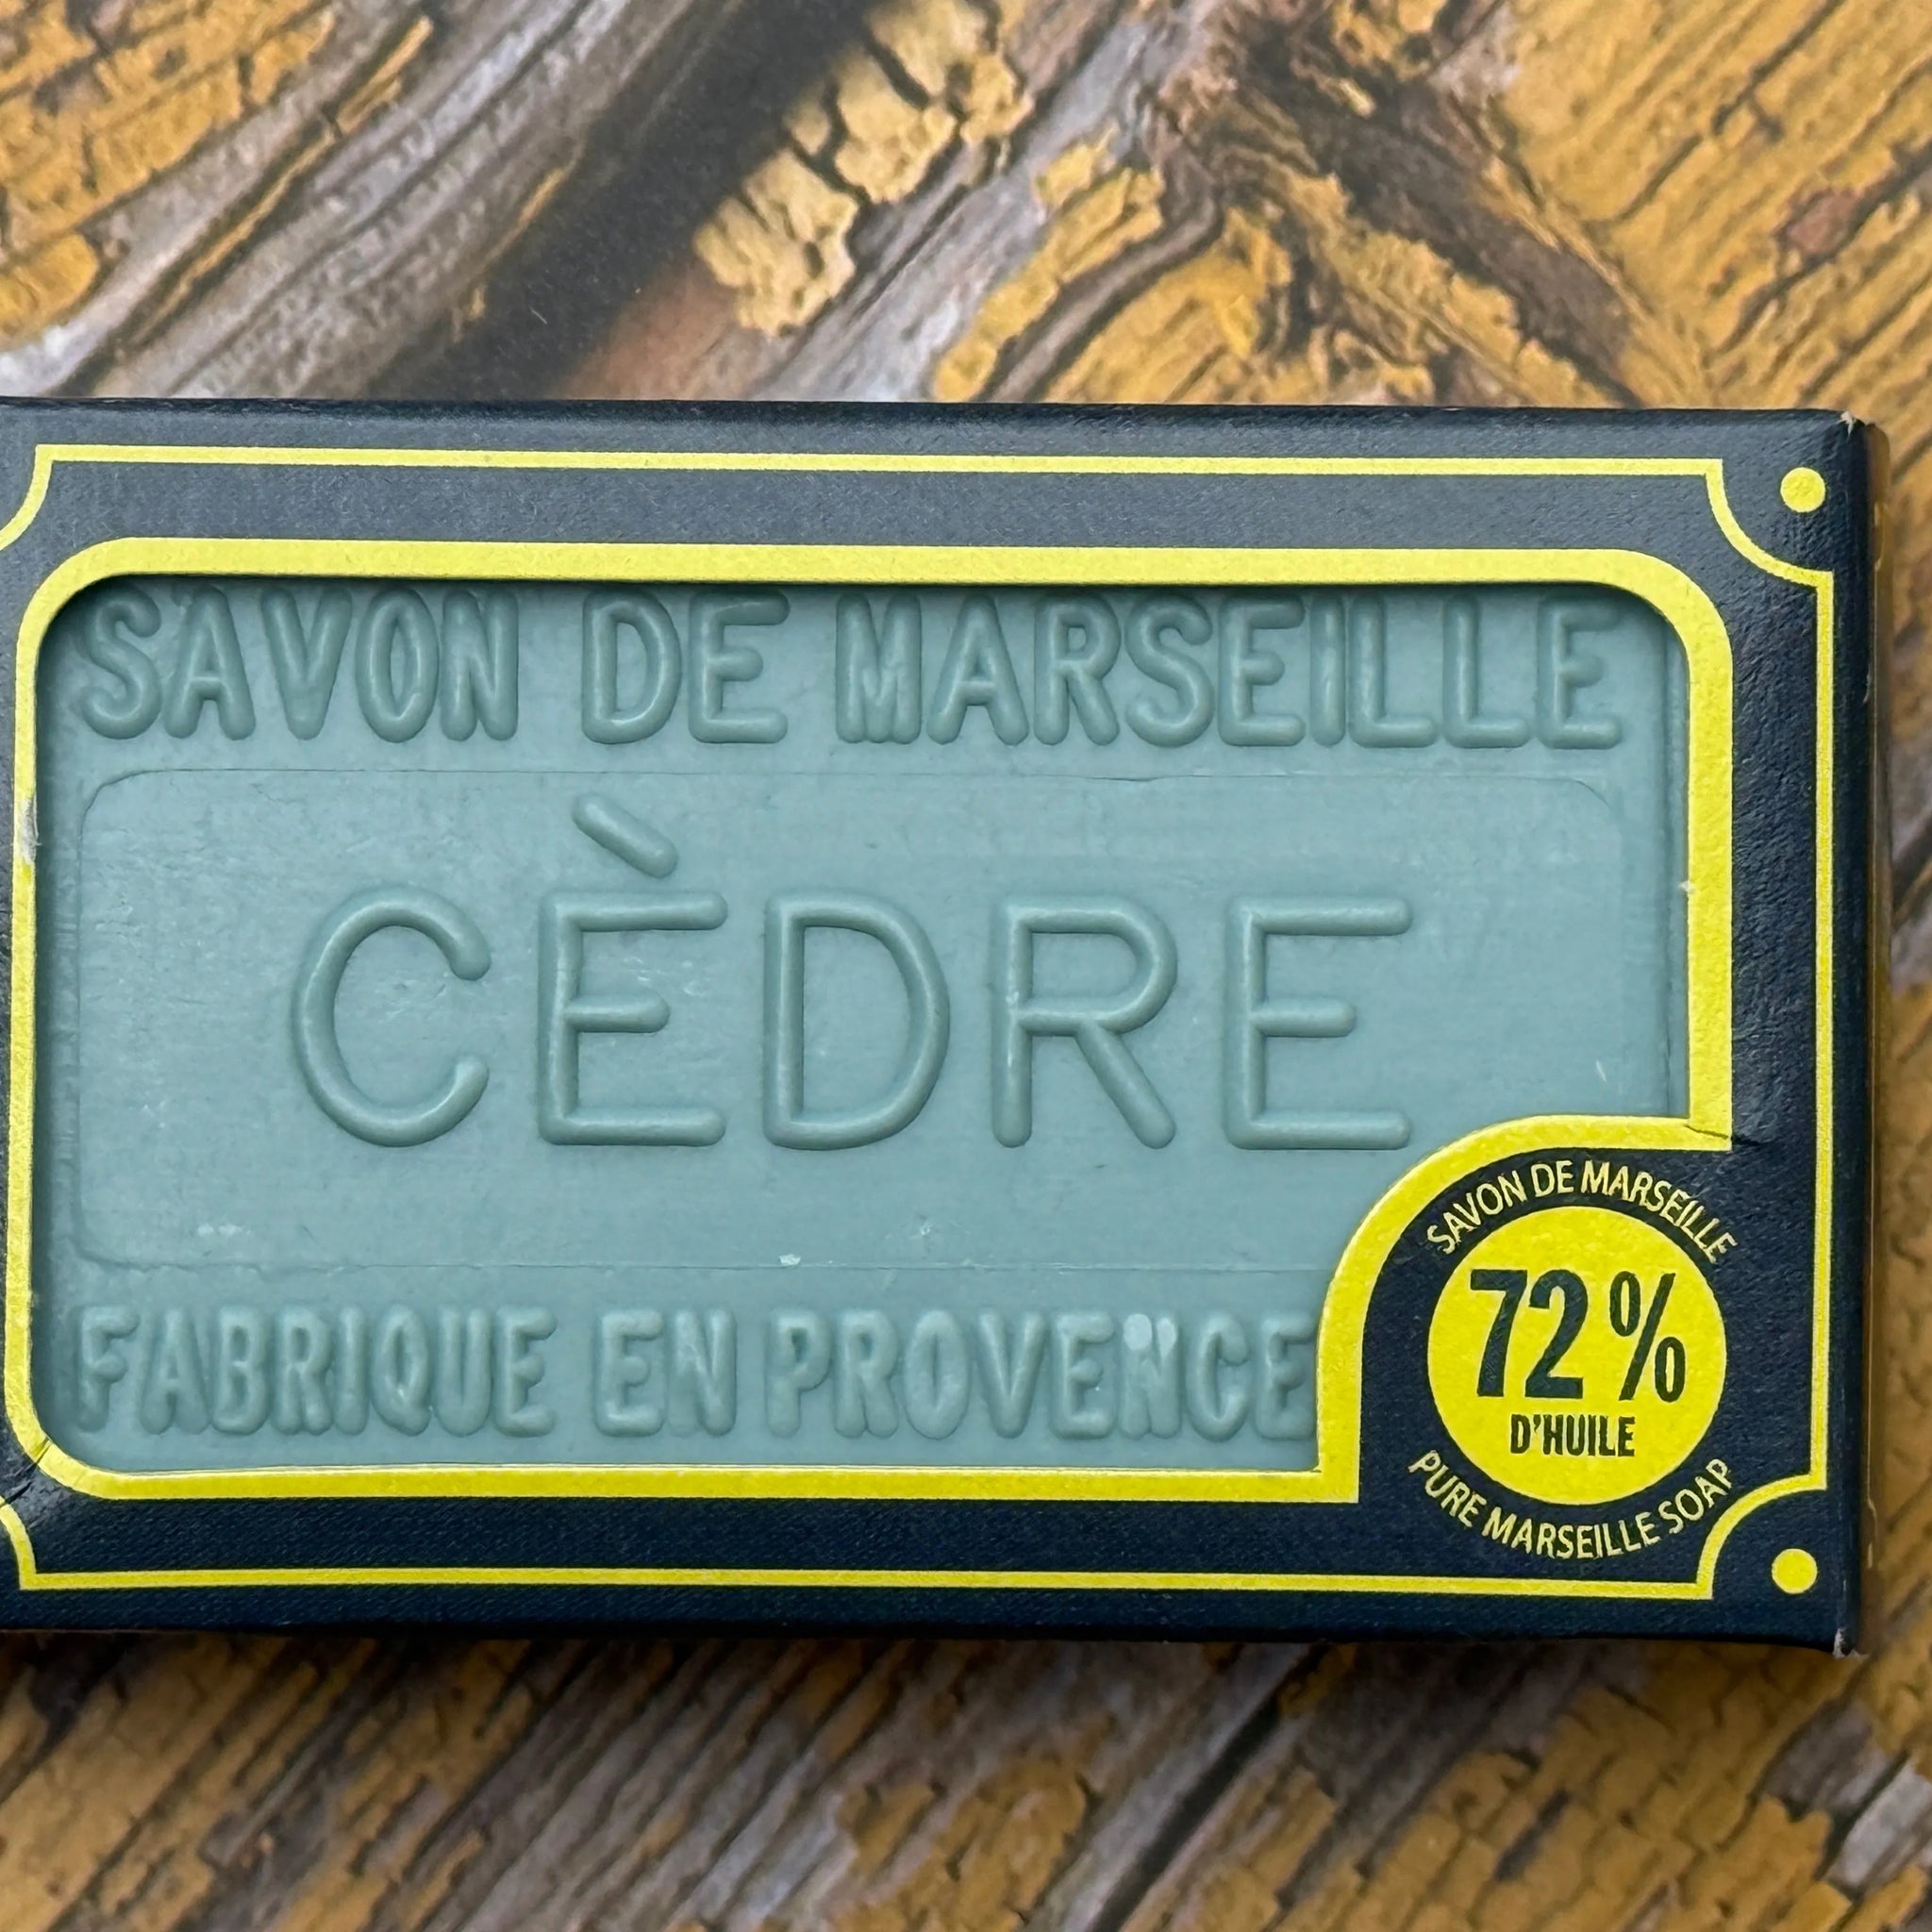 SAVON DE MARSEILLE
CÈDRE
FABRIQUE EN PROVENCE
SAVON DE MARSEILLE
72%
D'HUILE
PURE MARSEILLE SOAP